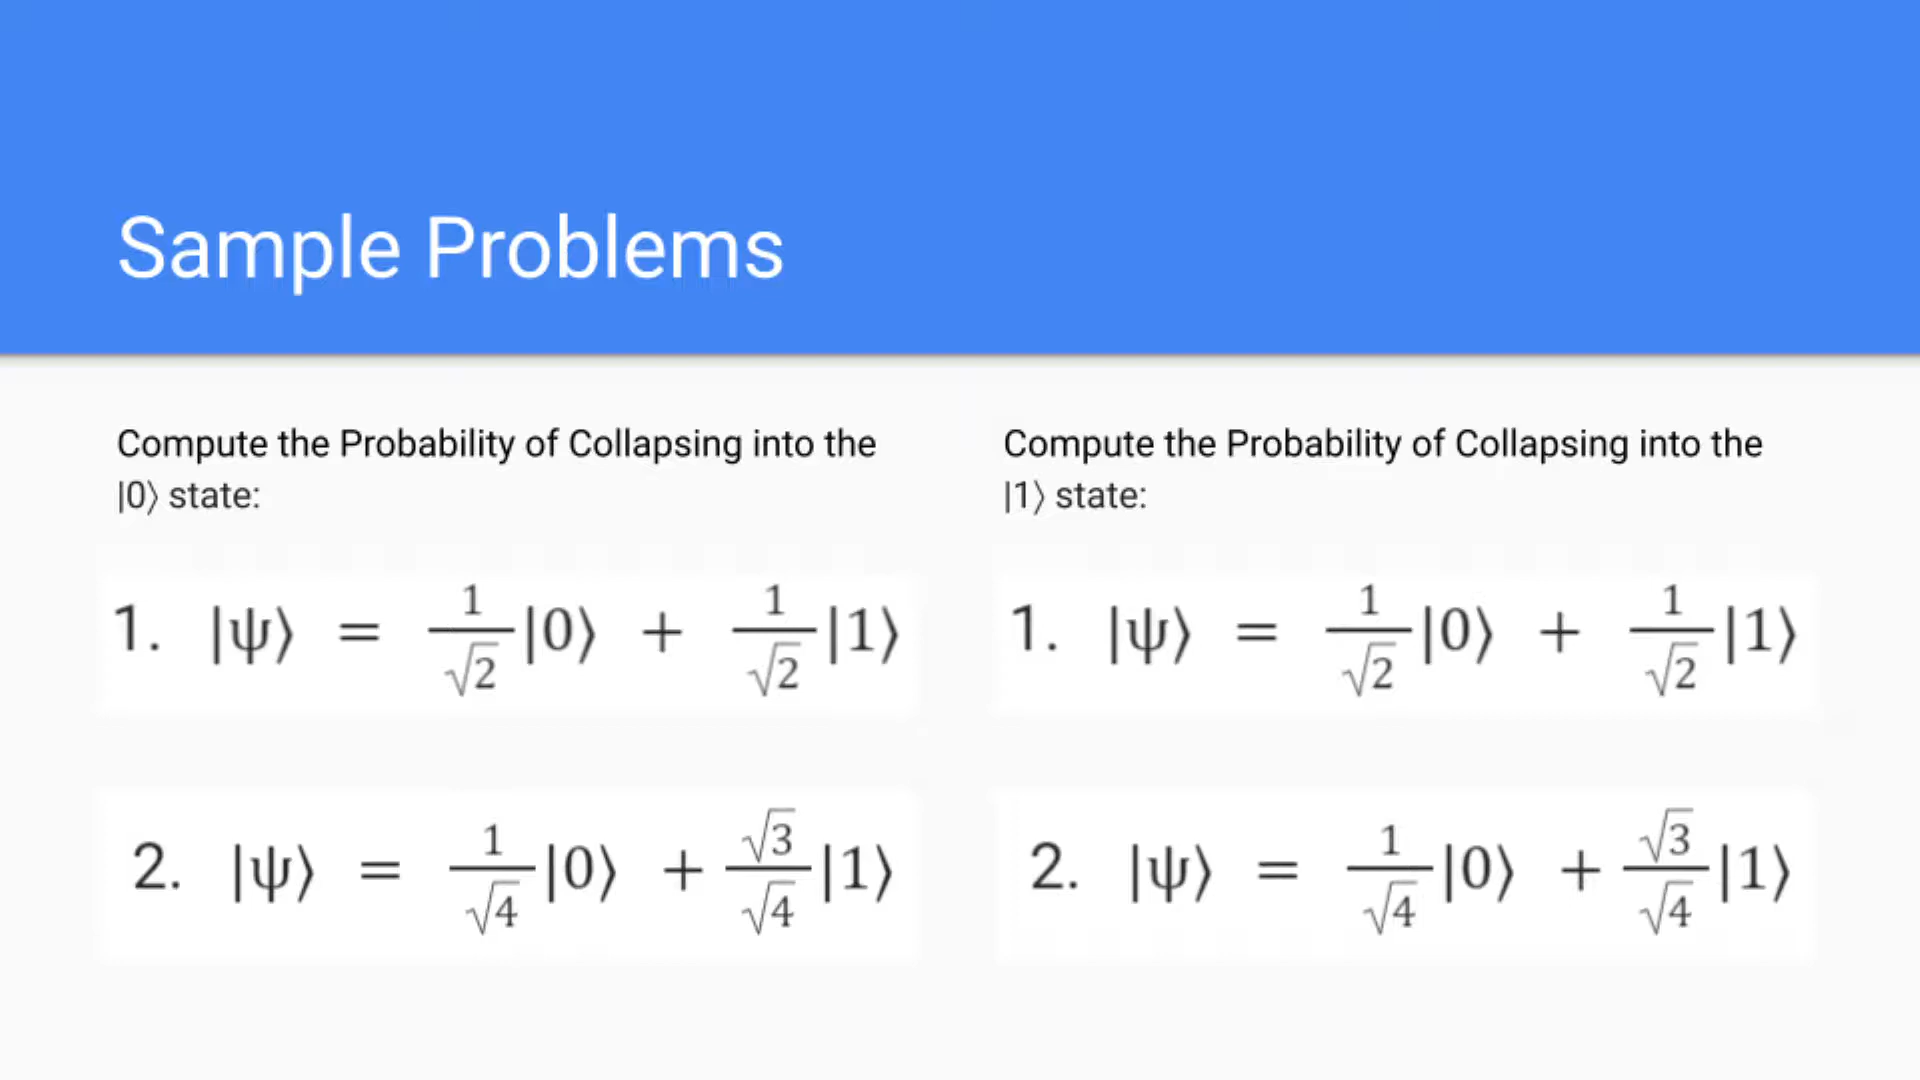 Sample Problems
Compute the Probability of Collapsing into the
|0⟩ state:
1. |ψ⟩ = 1/√2 |0⟩ + 1/√2 |1⟩
2. |ψ⟩ = 1/√4 |0⟩ + √3/√4 |1⟩
Compute the Probability of Collapsing into the
|1⟩ state:
1. |ψ⟩ = 1/√2 |0⟩ + 1/√2 |1⟩
2. |ψ⟩ = 1/√4 |0⟩ + √3/√4 |1⟩